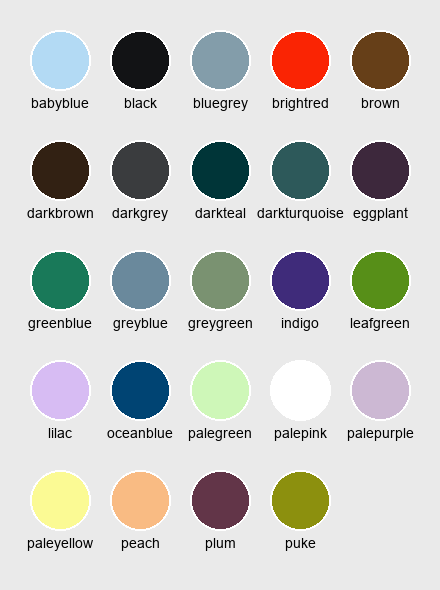 babyblue black bluegrey brightred brown
darkbrown darkgrey darkteal darkturquoise eggplant
greenblue greyblue greygreen indigo leafgreen
lilac oceanblue palegreen palepink palepurple
paleyellow peach plum puke